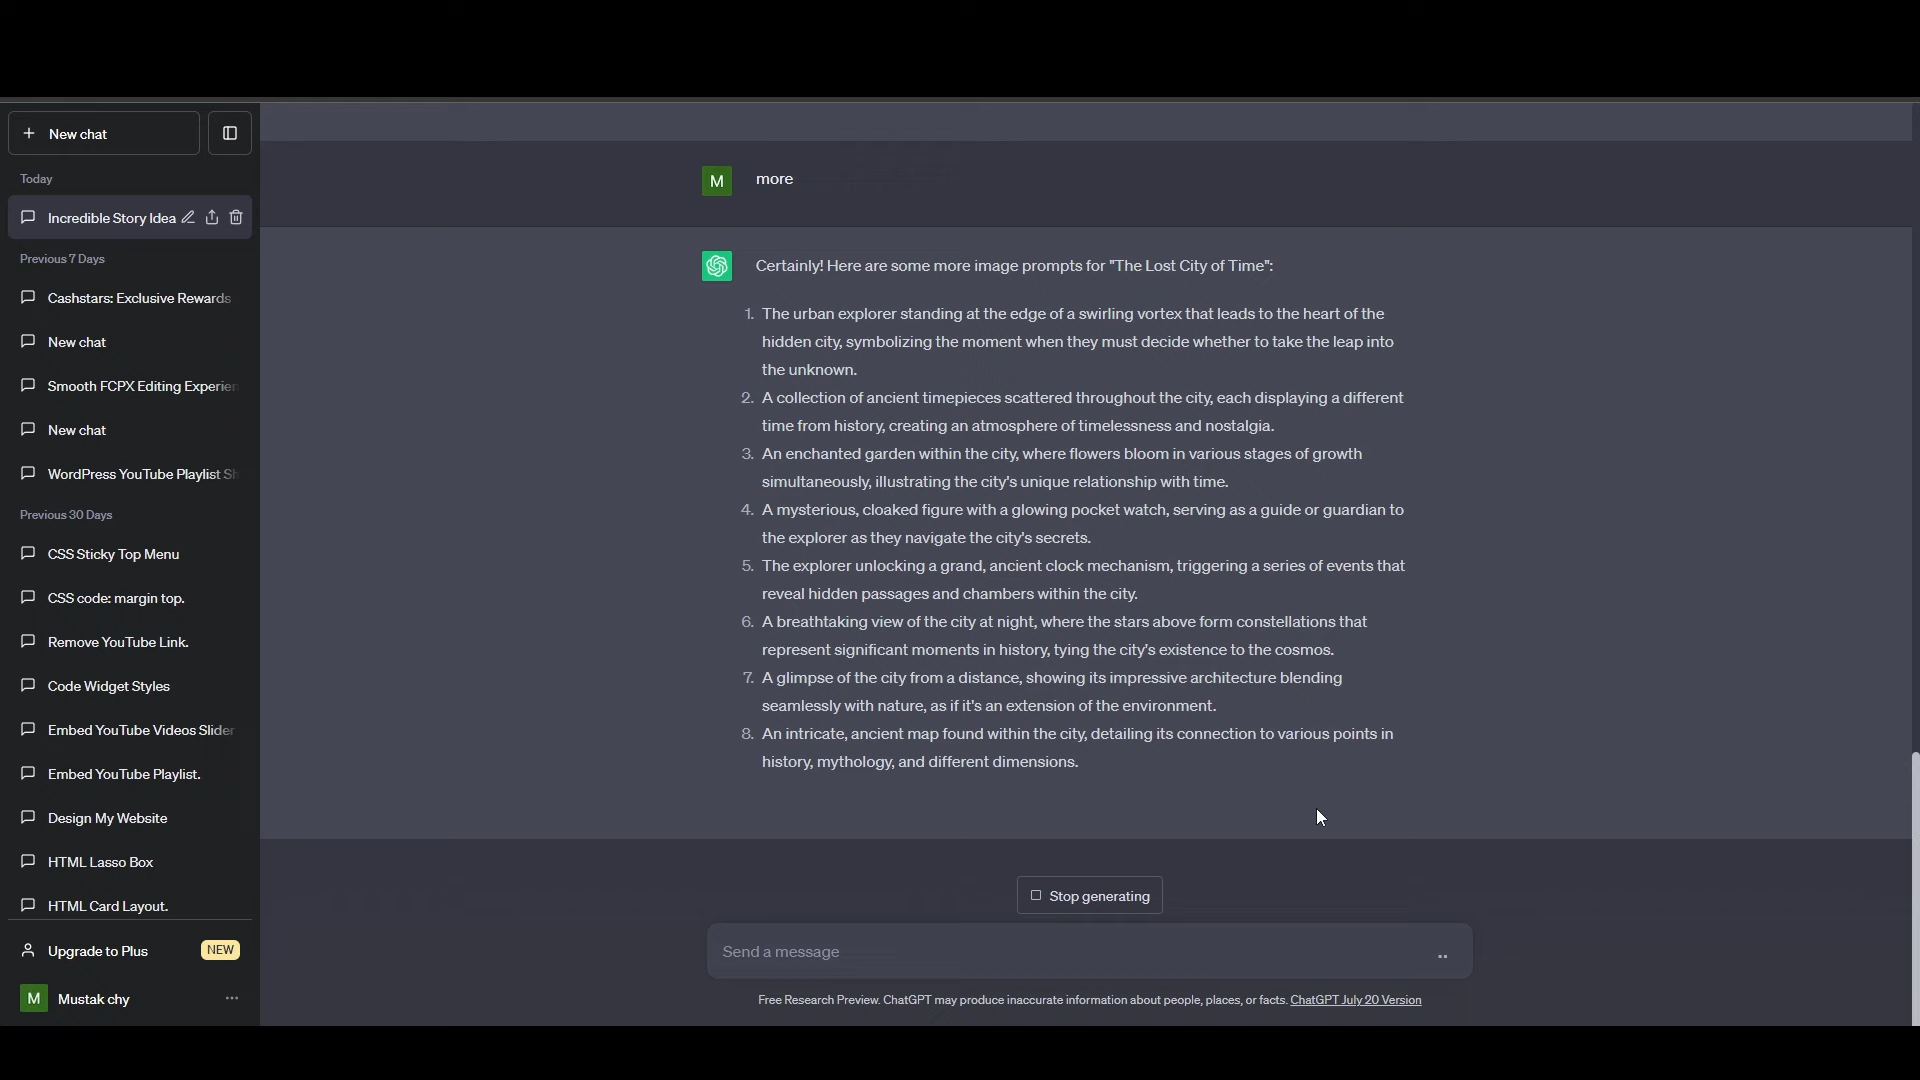 New chat
Today
Incredible Story Idea
Previous 7 Days
Cashstars: Exclusive Rewards
New chat
Smooth FCPX Editing Experien
New chat
WordPress YouTube Playlist Sh
Previous 30 Days
CSS Sticky Top Menu
CSS code: margin top.
Remove YouTube Link.
Code Widget Styles
Embed YouTube Videos Slider
Embed YouTube Playlist.
Design My Website
HTML Lasso Box
HTML Card Layout.
Upgrade to Plus NEW
M Mustak chy
M more
Certainly! Here are some more image prompts for "The Lost City of Time":
1. The urban explorer standing at the edge of a swirling vortex that leads to the heart of the
hidden city, symbolizing the moment when they must decide whether to take the leap into
the unknown.
2. A collection of ancient timepieces scattered throughout the city, each displaying a different
time from history, creating an atmosphere of timelessness and nostalgia.
3. An enchanted garden within the city, where flowers bloom in various stages of growth
simultaneously, illustrating the city's unique relationship with time.
4. A mysterious, cloaked figure with a glowing pocket watch, serving as a guide or guardian to
the explorer as they navigate the city's secrets.
5. The explorer unlocking a grand, ancient clock mechanism, triggering a series of events that
reveal hidden passages and chambers within the city.
6. A breathtaking view of the city at night, where the stars above form constellations that
represent significant moments in history, tying the city's existence to the cosmos.
7. A glimpse of the city from a distance, showing its impressive architecture blending
seamlessly with nature, as if it's an extension of the environment.
8. An intricate, ancient map found within the city, detailing its connection to various points in
history, mythology, and different dimensions.
Stop generating
Send a message
Free Research Preview. ChatGPT may produce inaccurate information about people, places, or facts. ChatGPT July 20 Version